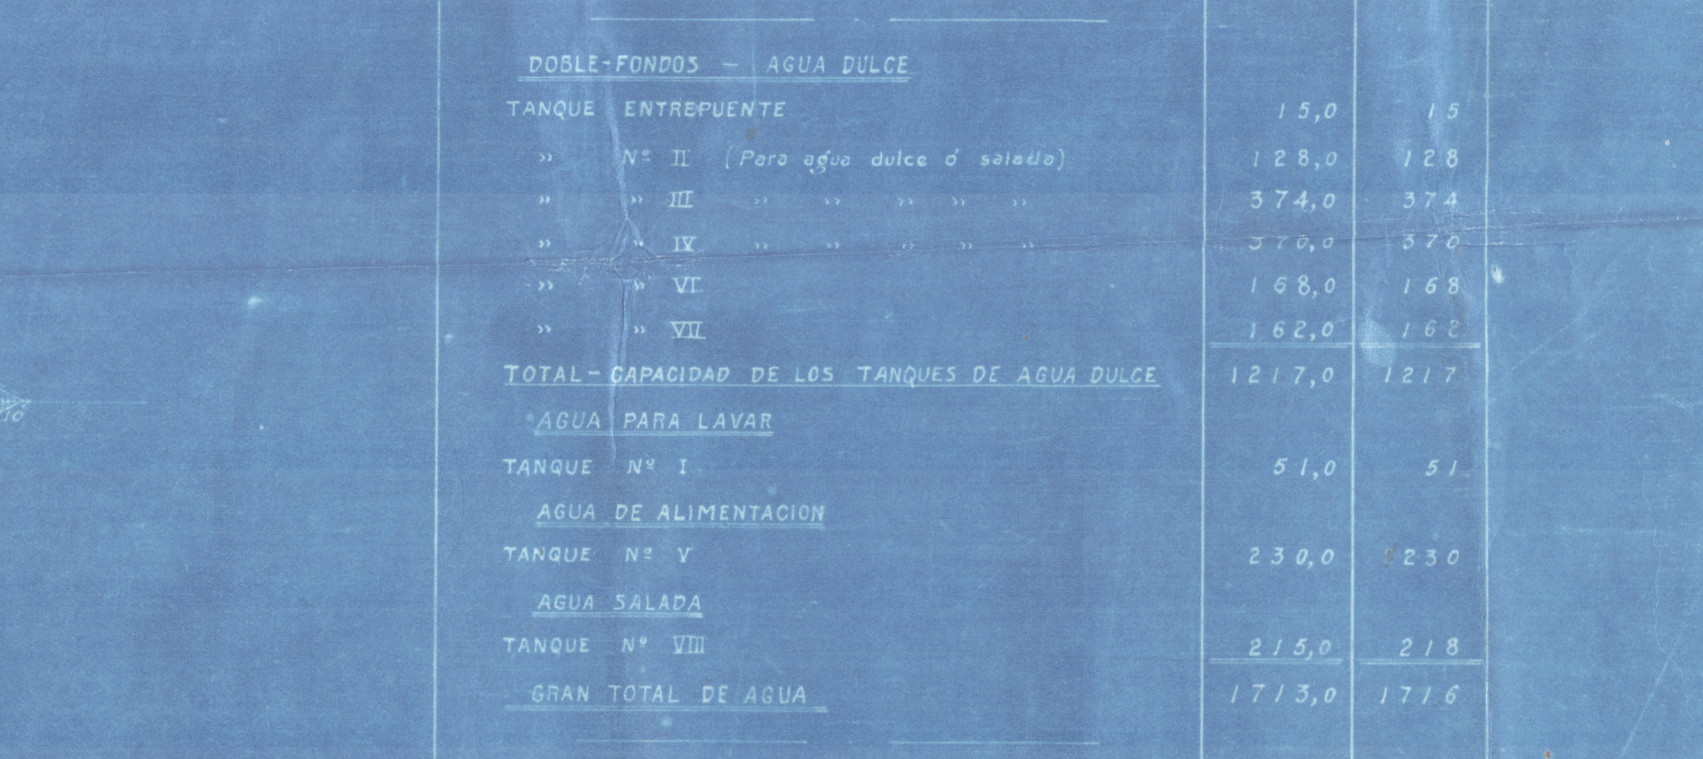 DOBLE-FONDOS - AGUA DULCE
TANQUE ENTREPUENTE 15,0 15
" Nº II (Para agua dulce ó salada) 128,0 128
" " III " " " " " 374,0 374
" " IV " " " " " 370,0 370
" " VI 168,0 168
" " VII 162,0 162
TOTAL-CAPACIDAD DE LOS TANQUES DE AGUA DULCE 1217,0 1217
AGUA PARA LAVAR
TANQUE Nº I 51,0 51
AGUA DE ALIMENTACION
TANQUE Nº V 230,0 230
AGUA SALADA
TANQUE Nº VIII 215,0 218
GRAN TOTAL DE AGUA 1713,0 1716